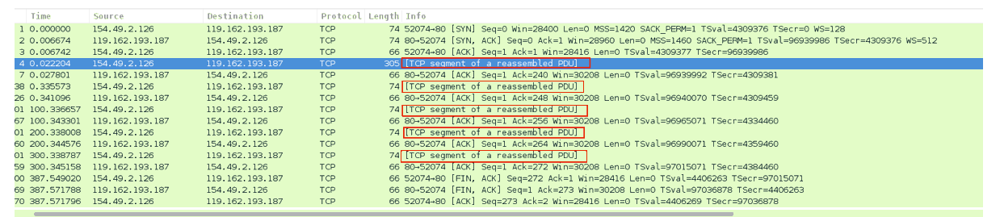 Time Source Destination Protocol Length Info
1 0.000000 154.49.2.126 119.162.193.187 TCP 74 52074→80 [SYN] Seq=0 Win=28400 Len=0 MSS=1420 SACK_PERM=1 TSval=4309376 TSecr=0 WS=128
2 0.006674 119.162.193.187 154.49.2.126 TCP 74 80→52074 [SYN, ACK] Seq=0 Ack=1 Win=28960 Len=0 MSS=1460 SACK_PERM=1 TSval=96939986 TSecr=4309376 WS=512
3 0.006742 154.49.2.126 119.162.193.187 TCP 66 52074→80 [ACK] Seq=1 Ack=1 Win=28416 Len=0 TSval=4309377 TSecr=96939986
4 0.022204 154.49.2.126 119.162.193.187 TCP 305 [TCP segment of a reassembled PDU]
7 0.027801 119.162.193.187 154.49.2.126 TCP 66 80→52074 [ACK] Seq=1 Ack=240 Win=30208 Len=0 TSval=96939992 TSecr=4309381
38 0.335573 154.49.2.126 119.162.193.187 TCP 74 [TCP segment of a reassembled PDU]
26 0.341096 119.162.193.187 154.49.2.126 TCP 66 80→52074 [ACK] Seq=1 Ack=248 Win=30208 Len=0 TSval=96940070 TSecr=4309459
01 100.336657 154.49.2.126 119.162.193.187 TCP 74 [TCP segment of a reassembled PDU]
67 100.343301 119.162.193.187 154.49.2.126 TCP 66 80→52074 [ACK] Seq=1 Ack=256 Win=30208 Len=0 TSval=96965071 TSecr=4334460
01 200.338008 154.49.2.126 119.162.193.187 TCP 74 [TCP segment of a reassembled PDU]
60 200.344576 119.162.193.187 154.49.2.126 TCP 66 80→52074 [ACK] Seq=1 Ack=264 Win=30208 Len=0 TSval=96990071 TSecr=4359460
01 300.338787 154.49.2.126 119.162.193.187 TCP 74 [TCP segment of a reassembled PDU]
59 300.345158 119.162.193.187 154.49.2.126 TCP 66 80→52074 [ACK] Seq=1 Ack=272 Win=30208 Len=0 TSval=97015071 TSecr=4384460
00 387.549020 154.49.2.126 119.162.193.187 TCP 66 52074→80 [FIN, ACK] Seq=272 Ack=1 Win=28416 Len=0 TSval=4406263 TSecr=97015071
69 387.571788 119.162.193.187 154.49.2.126 TCP 66 80→52074 [FIN, ACK] Seq=1 Ack=273 Win=30208 Len=0 TSval=97036878 TSecr=4406263
70 387.571796 154.49.2.126 119.162.193.187 TCP 66 52074→80 [ACK] Seq=273 Ack=2 Win=28416 Len=0 TSval=4406269 TSecr=97036878